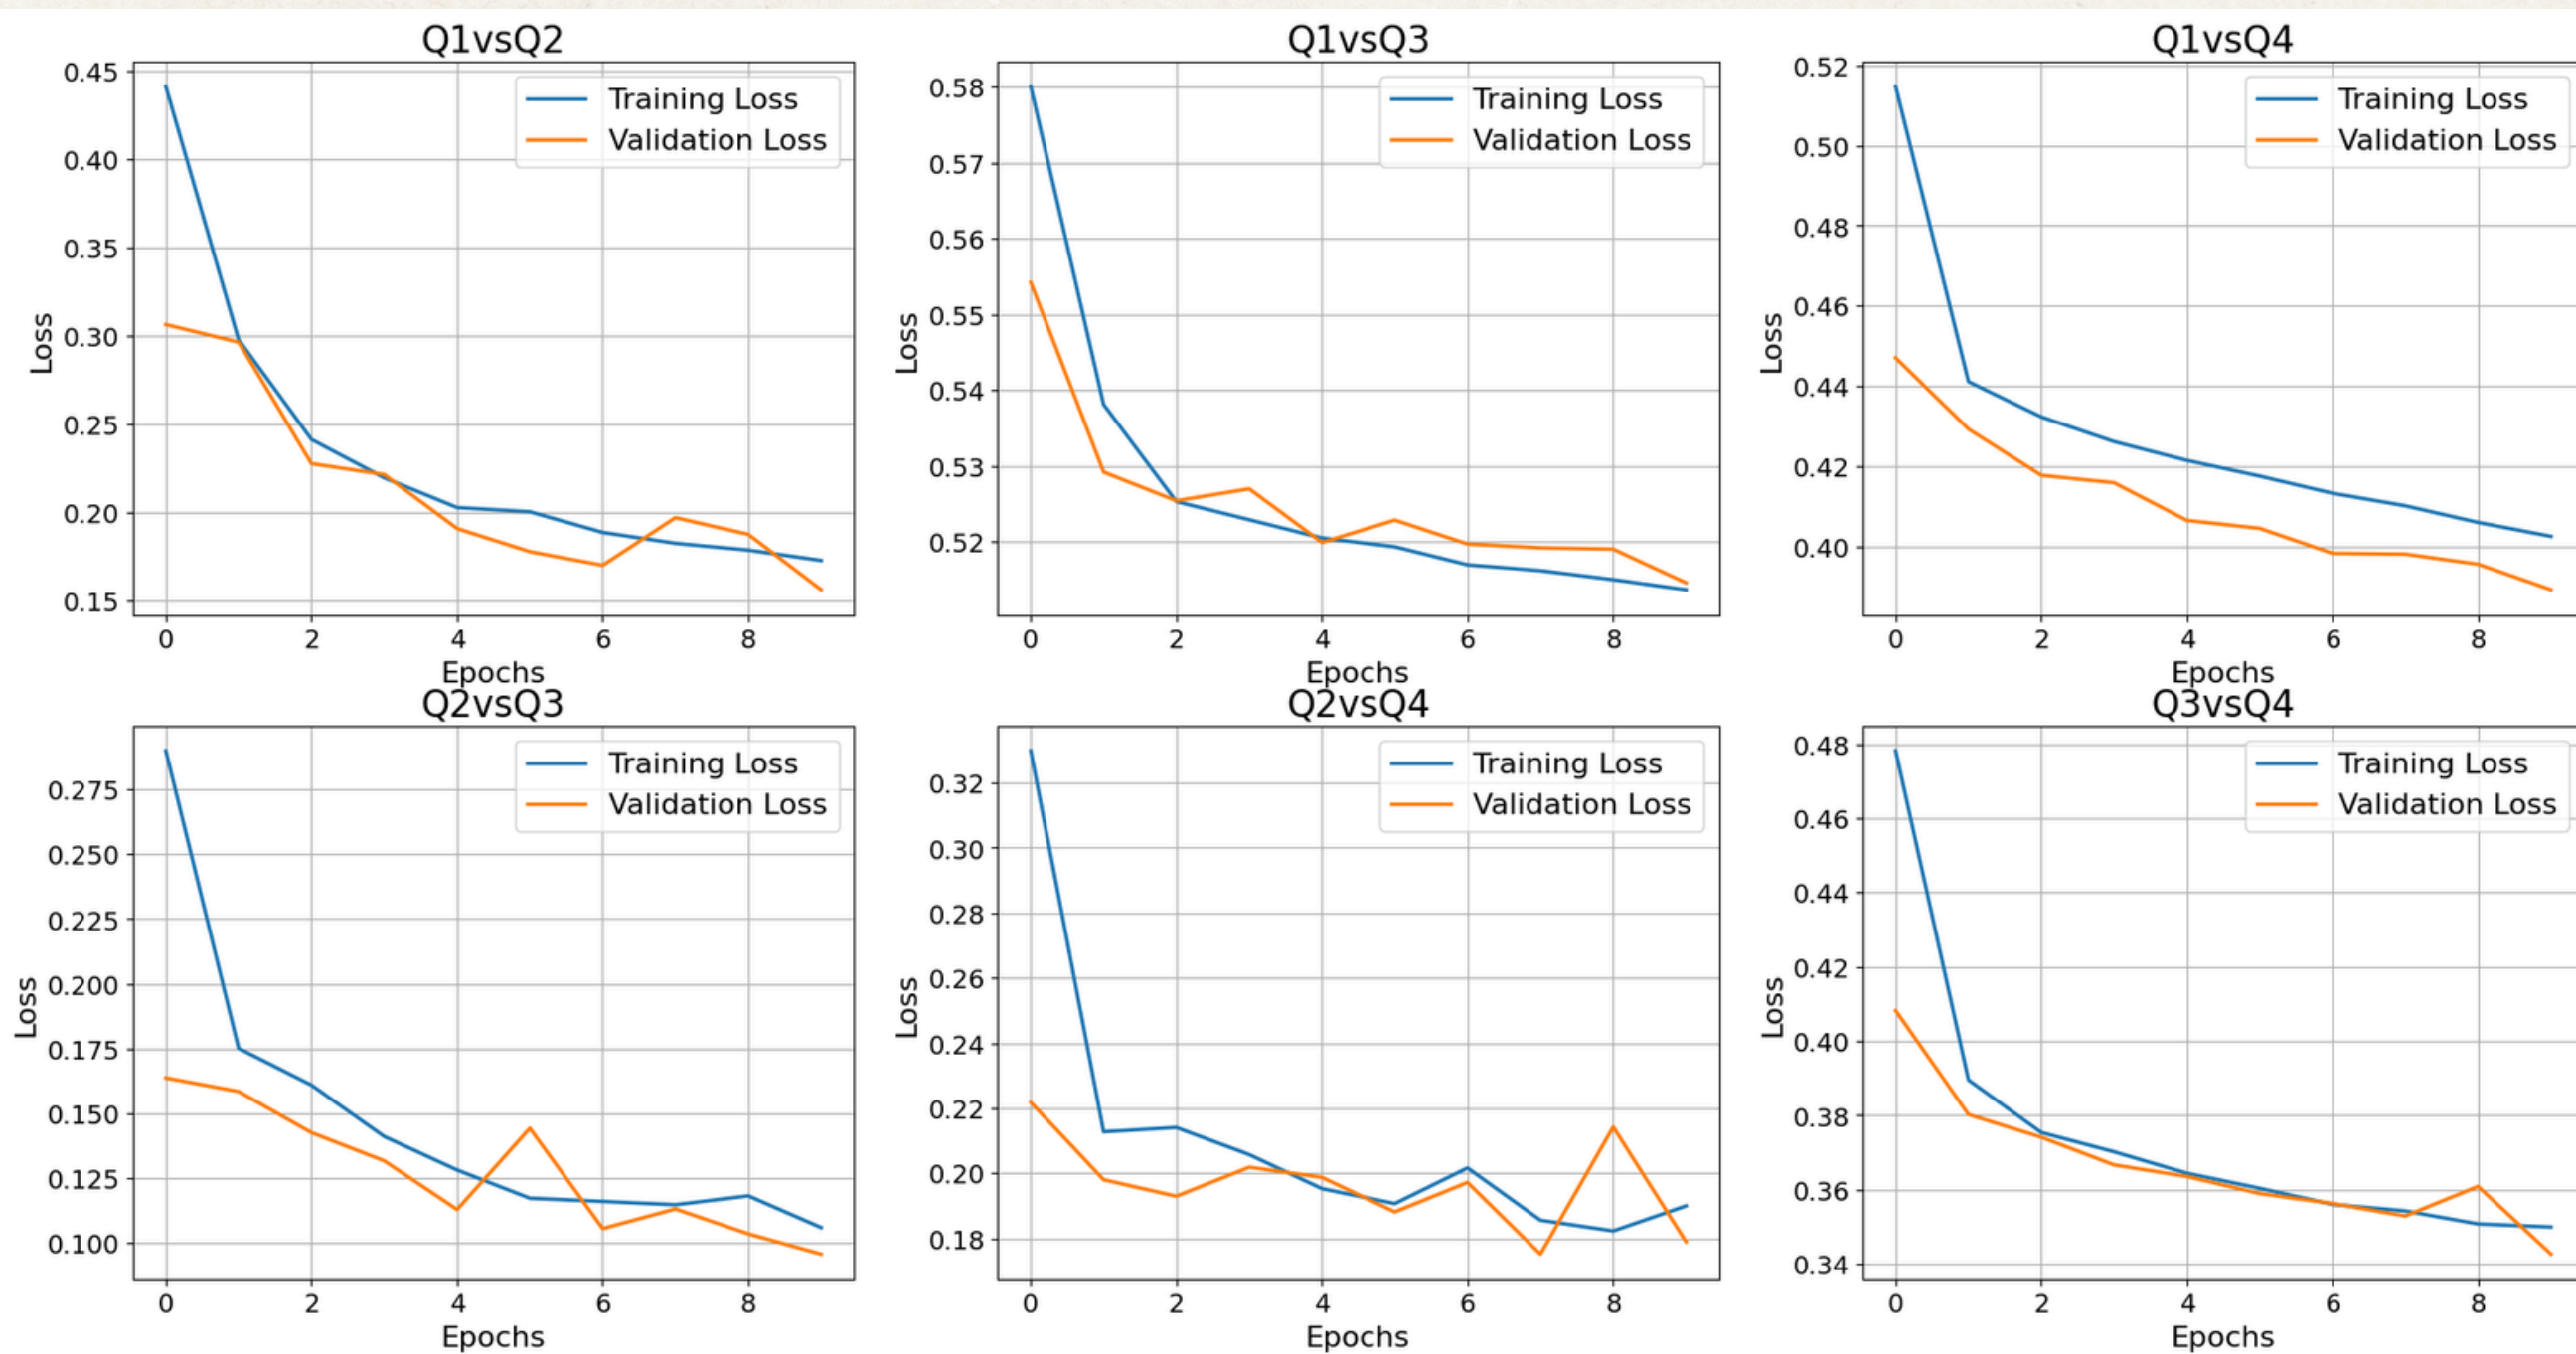 Q1vsQ2
0.45
0.40
0.35
0.30
0.25
0.20
0.15
Loss
Training Loss
Validation Loss
0 2 4 6 8
Epochs
Q1vsQ3
0.58
0.57
0.56
0.55
0.54
0.53
0.52
Loss
Training Loss
Validation Loss
0 2 4 6 8
Epochs
Q1vsQ4
0.52
0.50
0.48
0.46
0.44
0.42
0.40
Loss
Training Loss
Validation Loss
0 2 4 6 8
Epochs
Q2vsQ3
0.275
0.250
0.225
0.200
0.175
0.150
0.125
0.100
Loss
Training Loss
Validation Loss
0 2 4 6 8
Epochs
Q2vsQ4
0.32
0.30
0.28
0.26
0.24
0.22
0.20
0.18
Loss
Training Loss
Validation Loss
0 2 4 6 8
Epochs
Q3vsQ4
0.48
0.46
0.44
0.42
0.40
0.38
0.36
0.34
Loss
Training Loss
Validation Loss
0 2 4 6 8
Epochs